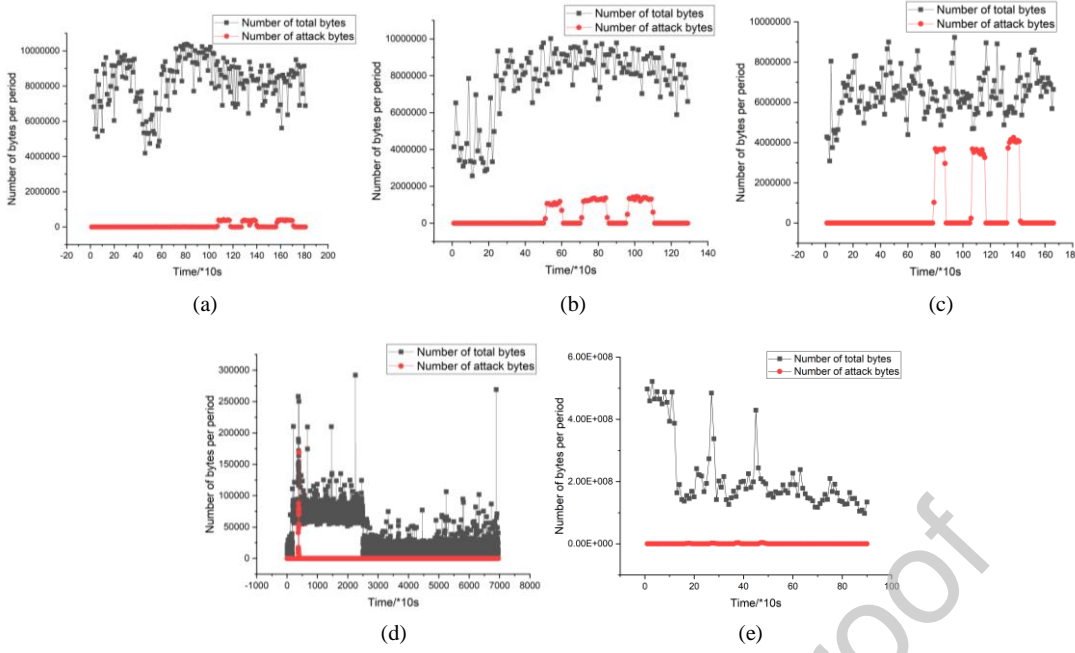 Number of total bytes
Number of attack bytes
10000000
8000000
6000000
4000000
2000000
0
Number of bytes per period
-20 0 20 40 60 80 100 120 140 160 180 200
Time/*10s
(a)
Number of total bytes
Number of attack bytes
10000000
8000000
6000000
4000000
2000000
0
Number of bytes per period
0 20 40 60 80 100 120 140
Time/*10s
(b)
Number of total bytes
Number of attack bytes
10000000
8000000
6000000
4000000
2000000
0
Number of bytes per period
-20 0 20 40 60 80 100 120 140 160 18
Time/*10s
(c)
Number of total bytes
Number of attack bytes
300000
250000
200000
150000
100000
50000
0
Number of bytes per period
-1000 0 1000 2000 3000 4000 5000 6000 7000 8000
Time/*10s
(d)
Number of total bytes
Number of attack bytes
6.00E+008
4.00E+008
2.00E+008
0.00E+000
Number of bytes per period
0 20 40 60 80 100
Time/*10s
(e)
roof